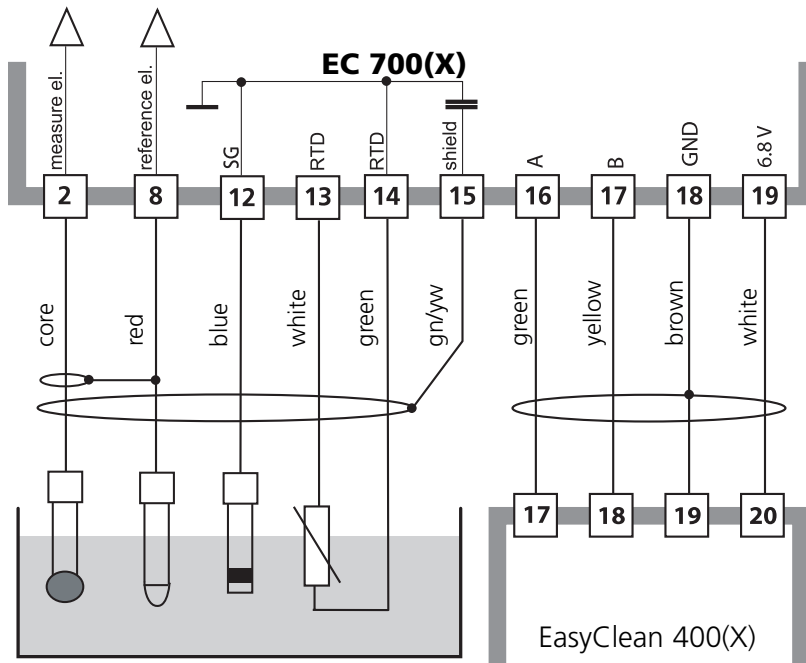 EC 700(X)
measure el.
reference el.
SG
RTD
RTD
shield
A
B
GND
6.8 V
2
8
12
13
14
15
16
17
18
19
core
red
blue
white
green
gn/yw
green
yellow
brown
white
17
18
19
20
EasyClean 400(X)